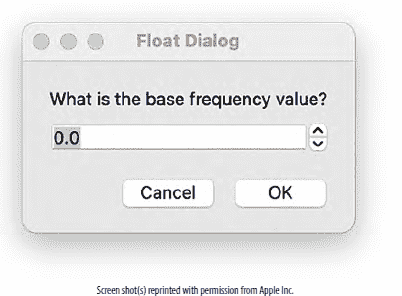 Float Dialog
What is the base frequency value?
0.0
Cancel OK
Screen shot(s) reprinted with permission from Apple Inc.